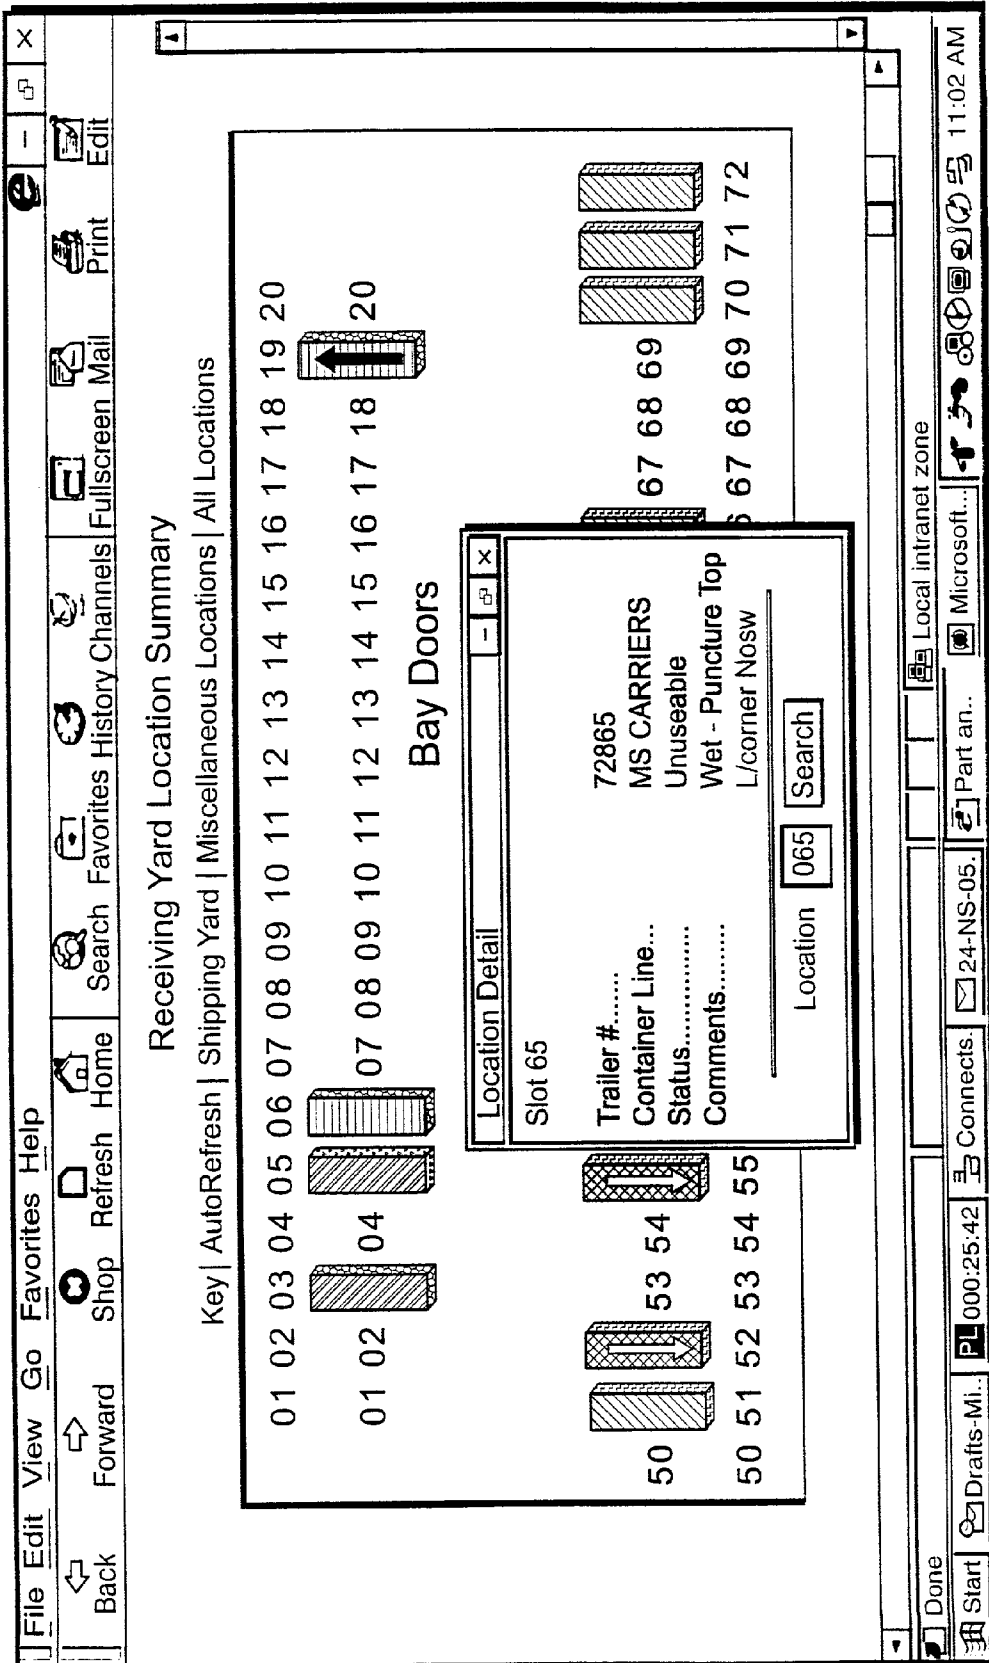 File Edit View Go Favorites Help
Back Forward Shop Refresh Home Search Favorites History Channels Fullscreen Mail Print Edit
Receiving Yard Location Summary
Key| AutoRefresh | Shipping Yard | Miscellaneous Locations | All Locations
01 02 03 04 05 06 07 08 09 10 11 12 13 14 15 16 17 18 19 20
01 02 04 07 08 09 10 11 12 13 14 15 16 17 18 20
Bay Doors
50 53 54 67 68 69
50 51 52 53 54 55 67 68 69 70 71 72
Location Detail
Slot 65
Trailer #....... 72865
Container Line... MS CARRIERS
Status............... Unuseable
Comments......... Wet - Puncture Top
L/corner Nosw
Location 065 Search
Done Local intranet zone
Start Drafts-Mi.. PL 000:25:42 Connects. 24-NS-05. Part an.. Microsoft... 11:02 AM